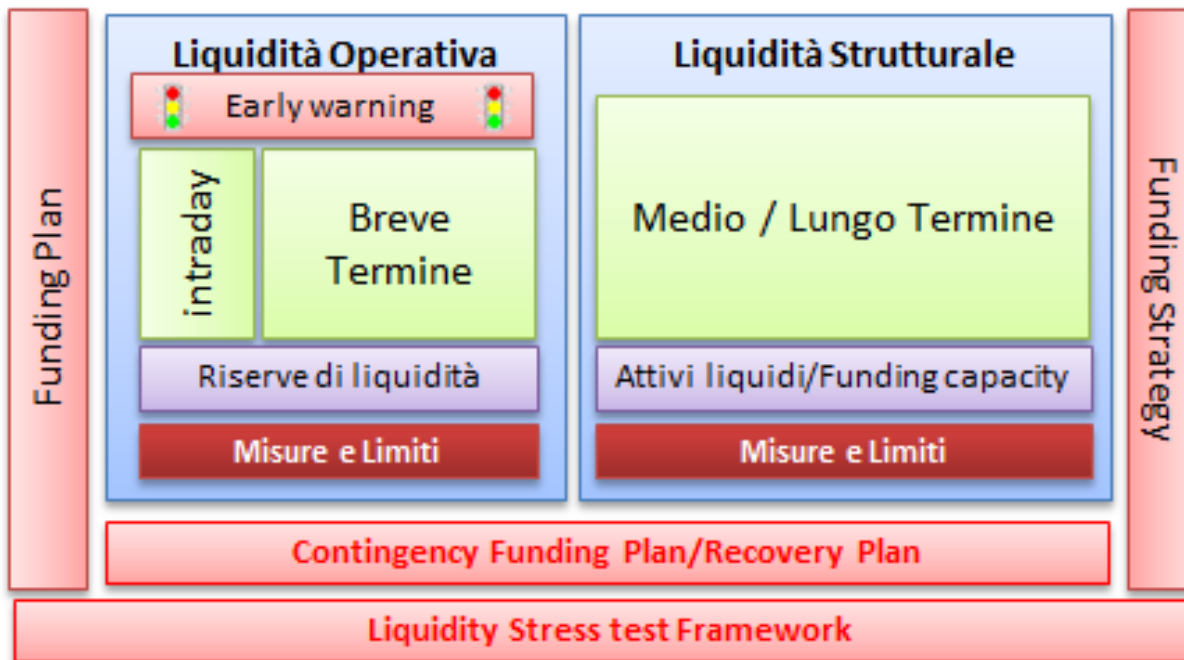 Funding Plan
Liquidità Operativa
Early warning
intraday
Breve
Termine
Riserve di liquidità
Misure e Limiti
Liquidità Strutturale
Medio / Lungo Termine
Attivi liquidi/Funding capacity
Misure e Limiti
Funding Strategy
Contingency Funding Plan/Recovery Plan
Liquidity Stress test Framework